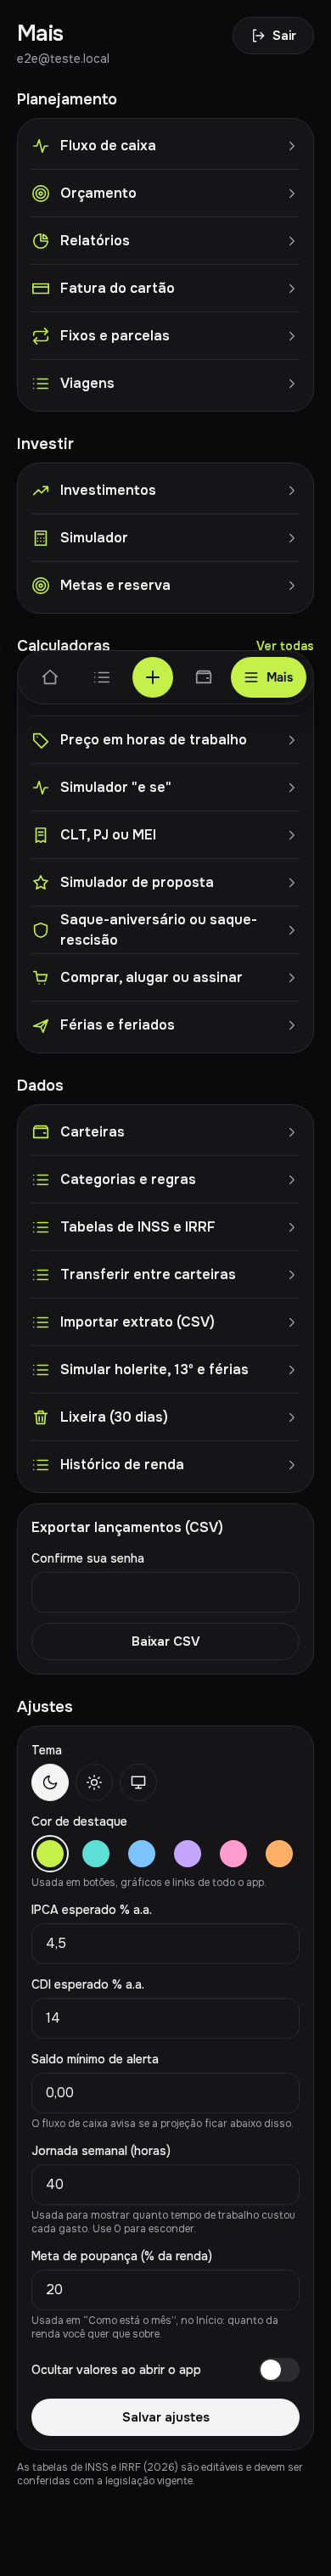 Mais
Sair
e2e@teste.local
Planejamento
Fluxo de caixa
Orçamento
Relatórios
Fatura do cartão
Fixos e parcelas
Viagens
Investir
Investimentos
Simulador
Metas e reserva
Calculadoras
Ver todas
Mais
Preço em horas de trabalho
Simulador "e se"
CLT, PJ ou MEI
Simulador de proposta
Saque-aniversário ou saque-
rescisão
Comprar, alugar ou assinar
Férias e feriados
Dados
Carteiras
Categorias e regras
Tabelas de INSS e IRRF
Transferir entre carteiras
Importar extrato (CSV)
Simular holerite, 13º e férias
Lixeira (30 dias)
Histórico de renda
Exportar lançamentos (CSV)
Confirme sua senha
Baixar CSV
Ajustes
Tema
Cor de destaque
Usada em botões, gráficos e links de todo o app.
IPCA esperado % a.a.
4,5
CDI esperado % a.a.
14
Saldo mínimo de alerta
0,00
O fluxo de caixa avisa se a projeção ficar abaixo disso.
Jornada semanal (horas)
40
Usada para mostrar quanto tempo de trabalho custou
cada gasto. Use 0 para esconder.
Meta de poupança (% da renda)
20
Usada em "Como está o mês", no Início: quanto da
renda você quer que sobre.
Ocultar valores ao abrir o app
Salvar ajustes
As tabelas de INSS e IRRF (2026) são editáveis e devem ser
conferidas com a legislação vigente.